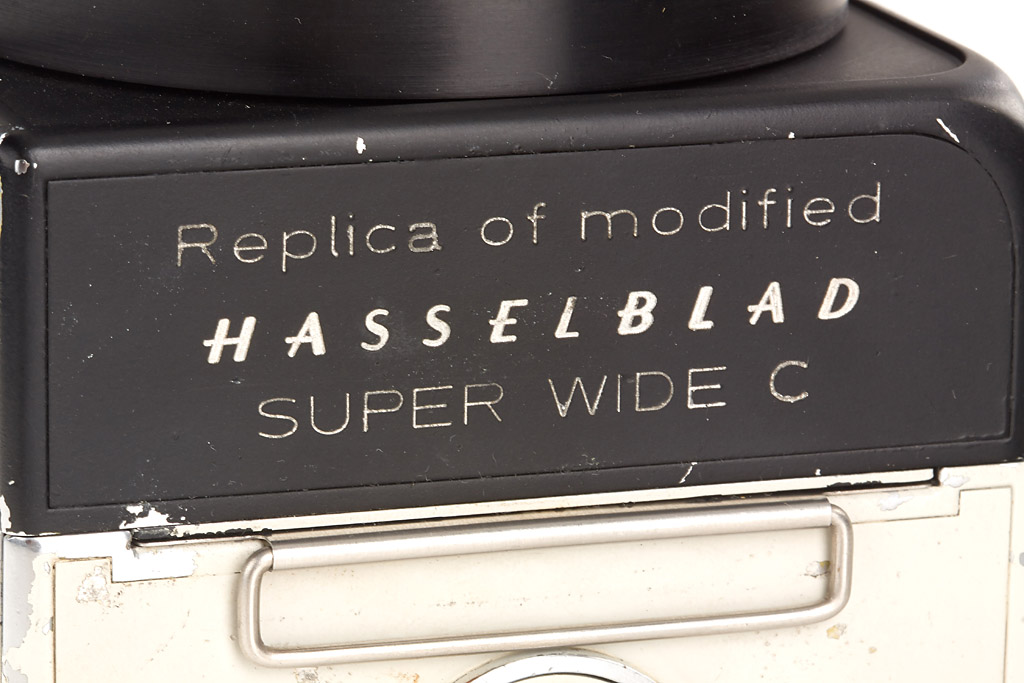 Replica of modified
HASSELBLAD
SUPER WIDE C